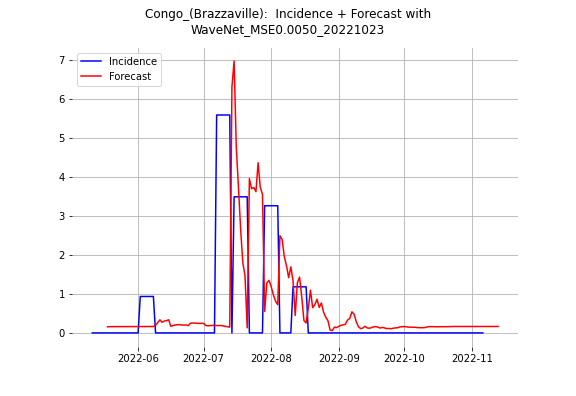 Congo_(Brazzaville):  Incidence + Forecast with
WaveNet_MSE0.0050_20221023
Incidence
Forecast
7
6
5
4
3
2
1
0
2022-06 2022-07 2022-08 2022-09 2022-10 2022-11